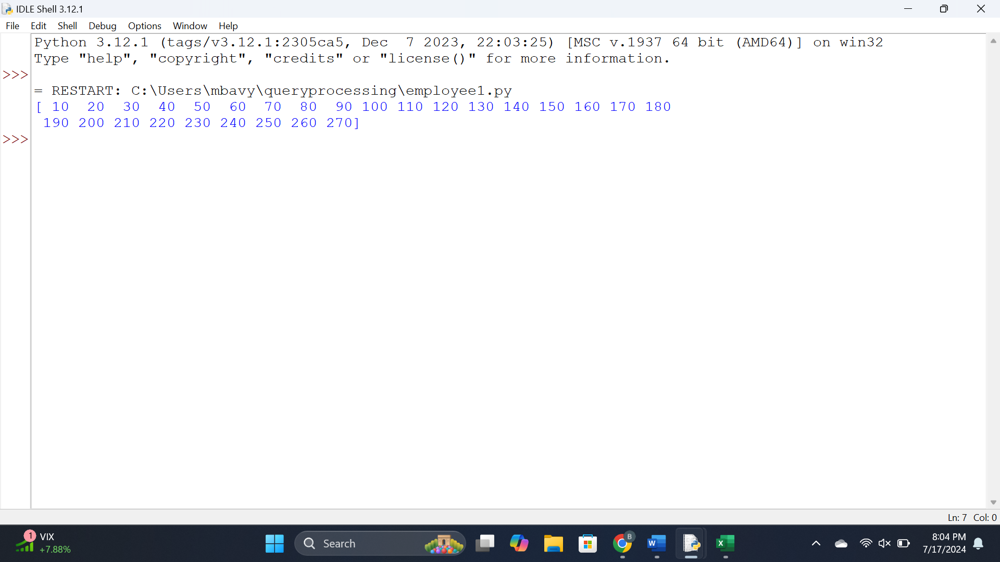 IDLE Shell 3.12.1
File Edit Shell Debug Options Window Help
Python 3.12.1 (tags/v3.12.1:2305ca5, Dec  7 2023, 22:03:25) [MSC v.1937 64 bit (AMD64)] on win32
Type "help", "copyright", "credits" or "license()" for more information.
>>>
= RESTART: C:\Users\mbavy\queryprocessing\employee1.py
[ 10  20  30  40  50  60  70  80  90 100 110 120 130 140 150 160 170 180
 190 200 210 220 230 240 250 260 270]
>>>
Ln: 7 Col: 0
1 VIX
+7.88%
Search
B
W
X
8:04 PM
7/17/2024